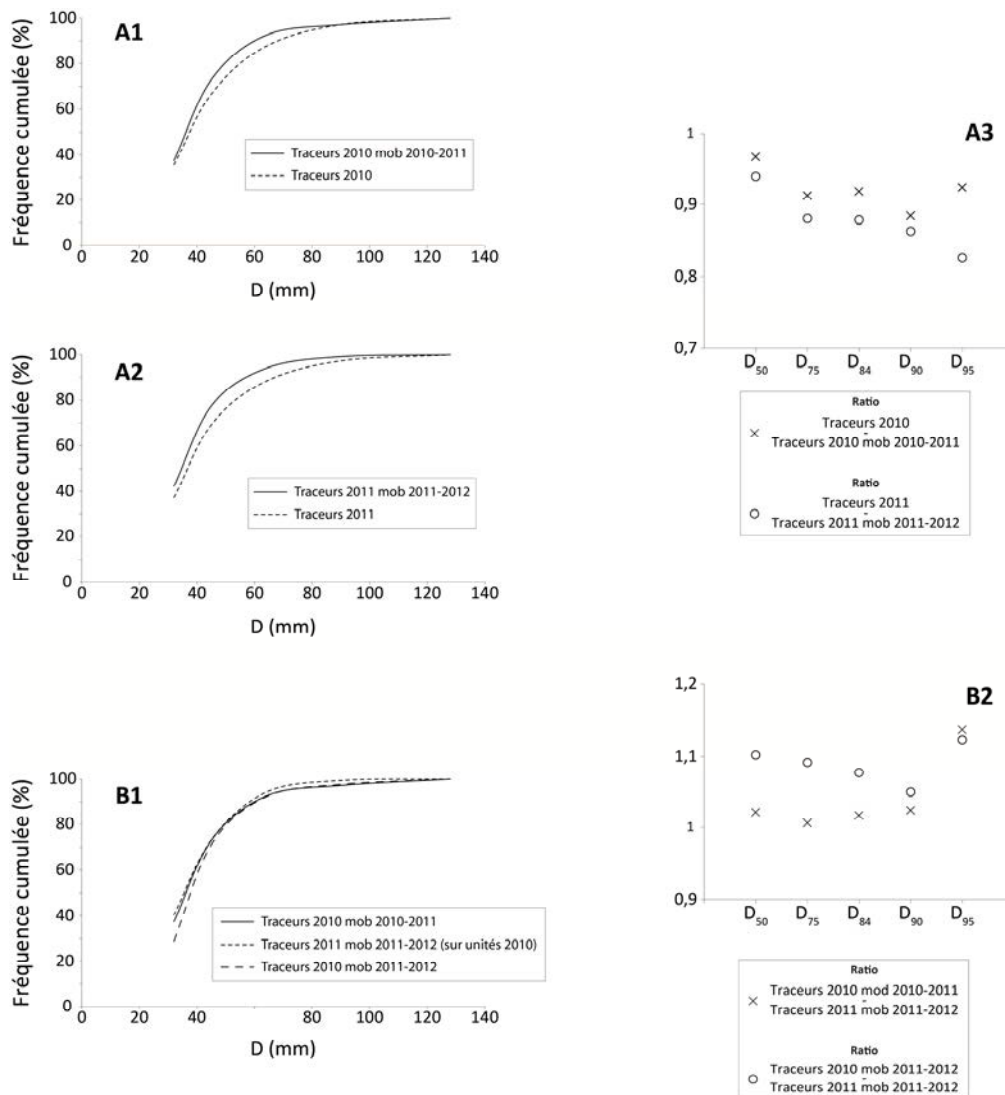 A1
Fréquence cumulée (%)
100
80
60
40
20
0
Traceurs 2010 mob 2010-2011
Traceurs 2010
0 20 40 60 80 100 120 140
D (mm)
A3
1
0,9
0,8
0,7
D50 D75 D84 D90 D95
Ratio
Traceurs 2010
-
Traceurs 2010 mob 2010-2011
Ratio
Traceurs 2011
-
Traceurs 2011 mob 2011-2012
A2
Fréquence cumulée (%)
100
80
60
40
20
0
Traceurs 2011 mob 2011-2012
Traceurs 2011
0 20 40 60 80 100 120 140
D (mm)
B1
Fréquence cumulée (%)
100
80
60
40
20
0
Traceurs 2010 mob 2010-2011
Traceurs 2011 mob 2011-2012 (sur unités 2010)
Traceurs 2010 mob 2011-2012
0 20 40 60 80 100 120 140
D (mm)
B2
1,2
1,1
1
0,9
D50 D75 D84 D90 D95
Ratio
Traceurs 2010 mod 2010-2011
-
Traceurs 2011 mob 2011-2012
Ratio
Traceurs 2010 mob 2011-2012
-
Traceurs 2011 mob 2011-2012